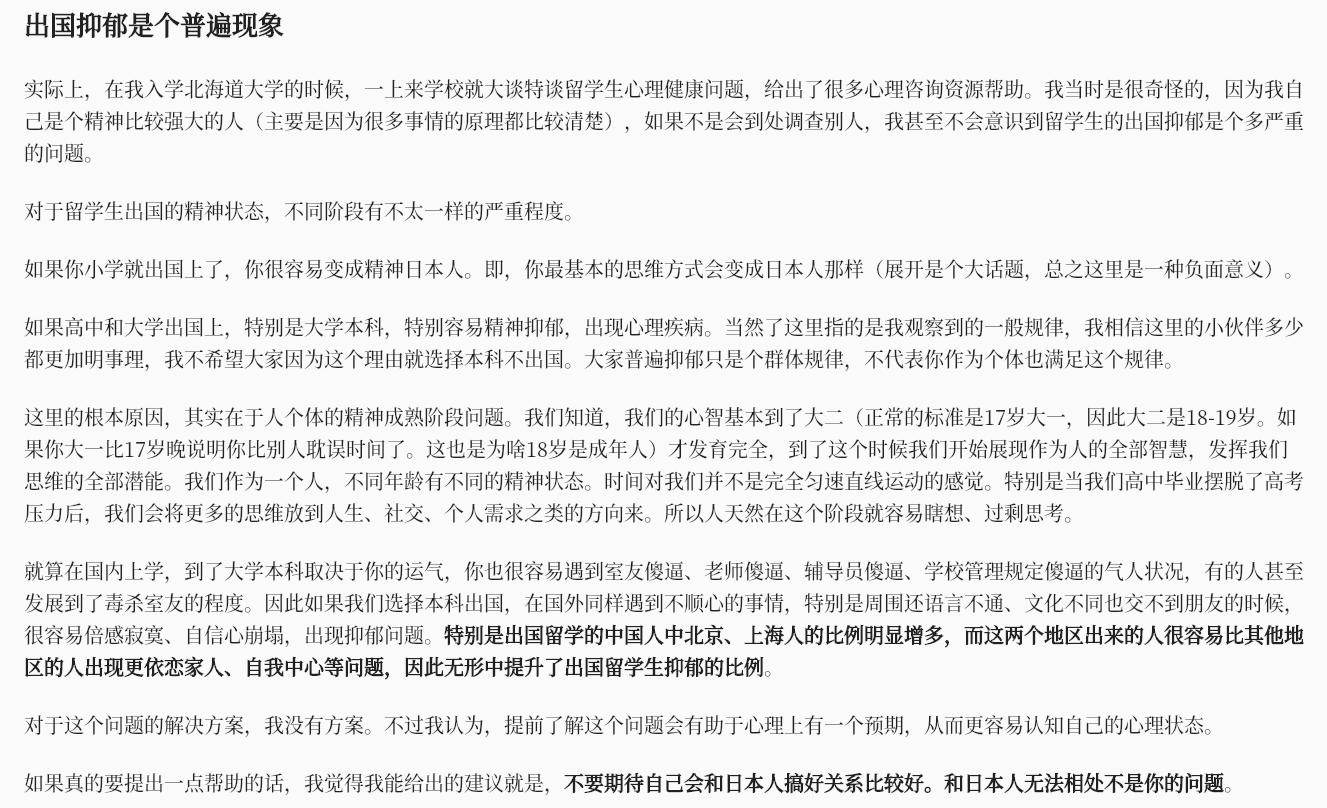 出国抑郁是个普遍现象
实际上，在我入学北海道大学的时候，一上来学校就大谈特谈留学生心理健康问题，给出了很多心理咨询资源帮助。我当时是很奇怪的，因为我自
己是个精神比较强大的人（主要是因为很多事情的原理都比较清楚），如果不是会到处调查别人，我甚至不会意识到留学生的出国抑郁是个多严重
的问题。
对于留学生出国的精神状态，不同阶段有不太一样的严重程度。
如果你小学就出国上了，你很容易变成精神日本人。即，你最基本的思维方式会变成日本人那样（展开是个大话题，总之这里是一种负面意义）。
如果高中和大学出国上，特别是大学本科，特别容易精神抑郁，出现心理疾病。当然了这里指的是我观察到的一般规律，我相信这里的小伙伴多少
都更加明事理，我不希望大家因为这个理由就选择本科不出国。大家普遍抑郁只是个群体规律，不代表你作为个体也满足这个规律。
这里的根本原因，其实在于人个体的精神成熟阶段问题。我们知道，我们的心智基本到了大二（正常的标准是17岁大一，因此大二是18-19岁。如
果你大一比17岁晚说明你比别人耽误时间了。这也是为啥18岁是成年人）才发育完全，到了这个时候我们开始展现作为人的全部智慧，发挥我们
思维的全部潜能。我们作为一个人，不同年龄有不同的精神状态。时间对我们并不是完全匀速直线运动的感觉。特别是当我们高中毕业摆脱了高考
压力后，我们会将更多的思维放到人生、社交、个人需求之类的方向来。所以人天然在这个阶段就容易瞎想、过剩思考。
就算在国内上学，到了大学本科取决于你的运气，你也很容易遇到室友傻逼、老师傻逼、辅导员傻逼、学校管理规定傻逼的气人状况，有的人甚至
发展到了毒杀室友的程度。因此如果我们选择本科出国，在国外同样遇到不顺心的事情，特别是周围还语言不通、文化不同也交不到朋友的时候，
很容易倍感寂寞、自信心崩塌，出现抑郁问题。特别是出国留学的中国人中北京、上海人的比例明显增多，而这两个地区出来的人很容易比其他地
区的人出现更依恋家人、自我中心等问题，因此无形中提升了出国留学生抑郁的比例。
对于这个问题的解决方案，我没有方案。不过我认为，提前了解这个问题会有助于心理上有一个预期，从而更容易认知自己的心理状态。
如果真的要提出一点帮助的话，我觉得我能给出的建议就是，不要期待自己会和日本人搞好关系比较好。和日本人无法相处不是你的问题。